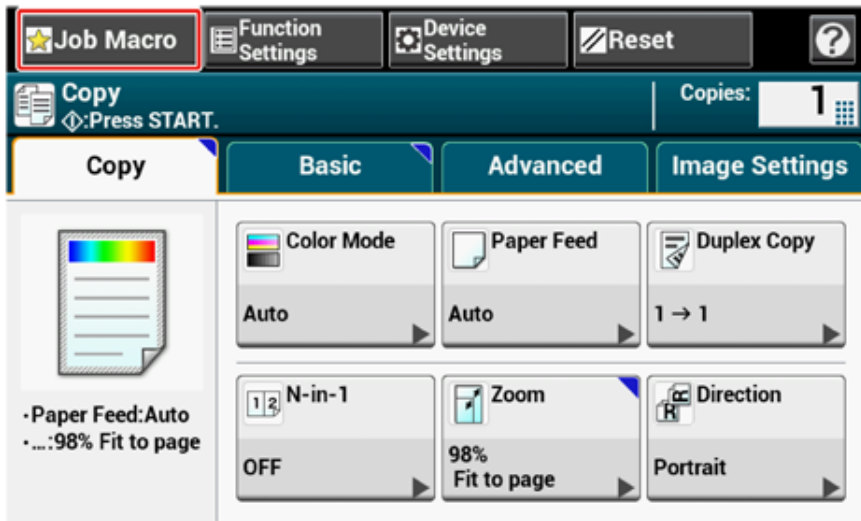 Job Macro
Function
Settings
Device
Settings
Reset
?
Copy
:Press START.
Copies:
1
Copy
Basic
Advanced
Image Settings
Color Mode
Auto
Paper Feed
Auto
Duplex Copy
1 → 1
·Paper Feed:Auto
·...:98% Fit to page
1 2
N-in-1
OFF
Zoom
98%
Fit to page
R R
Direction
Portrait